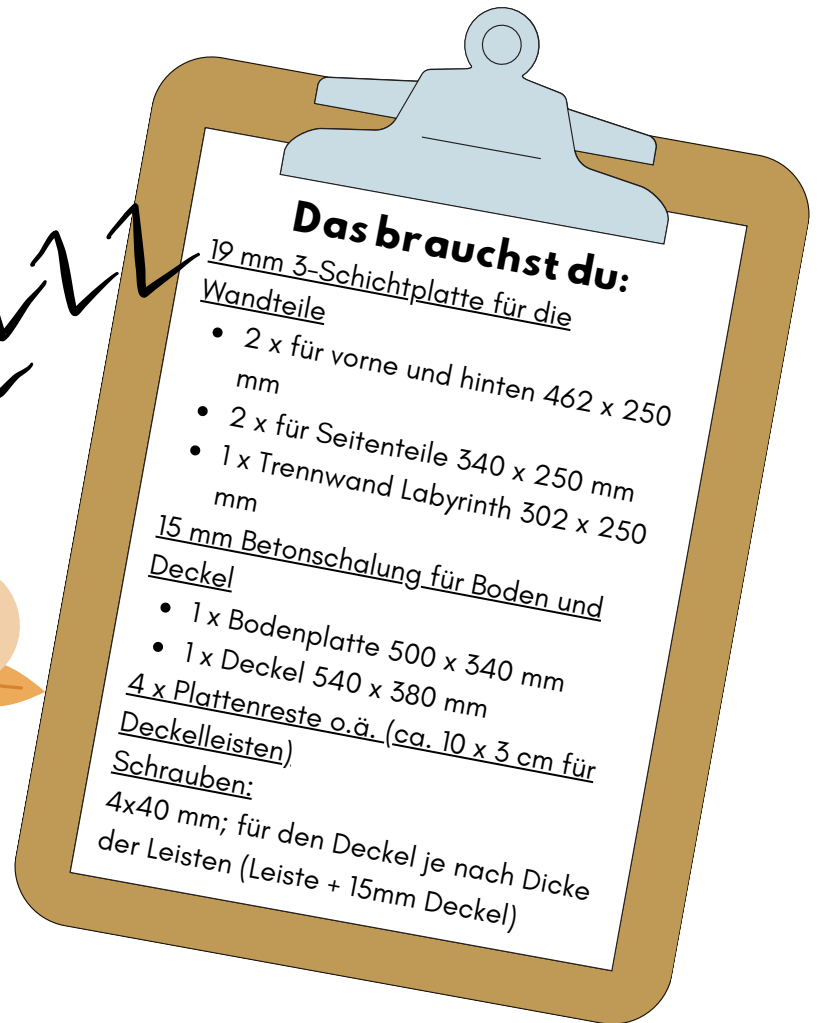 Das brauchst du:
19 mm 3-Schichtplatte für die
Wandteile
• 2 x für vorne und hinten 462 x 250
mm
• 2 x für Seitenteile 340 x 250 mm
• 1 x Trennwand Labyrinth 302 x 250
mm
15 mm Betonschalung für Boden und
Deckel
• 1 x Bodenplatte 500 x 340 mm
• 1 x Deckel 540 x 380 mm
4 x Plattenreste o.ä. (ca. 10 x 3 cm für
Deckelleisten)
Schrauben:
4x40 mm; für den Deckel je nach Dicke
der Leisten (Leiste + 15mm Deckel)